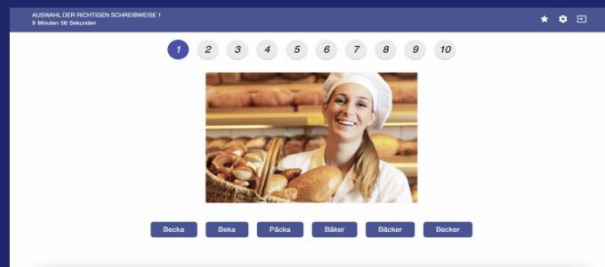 AUSWAHL DER RICHTIGEN SCHREIBWEISE 1
9 Minuten 56 Sekunden
1 2 3 4 5 6 7 8 9 10
Becka Beka Päcka Bäker Bäcker Becker